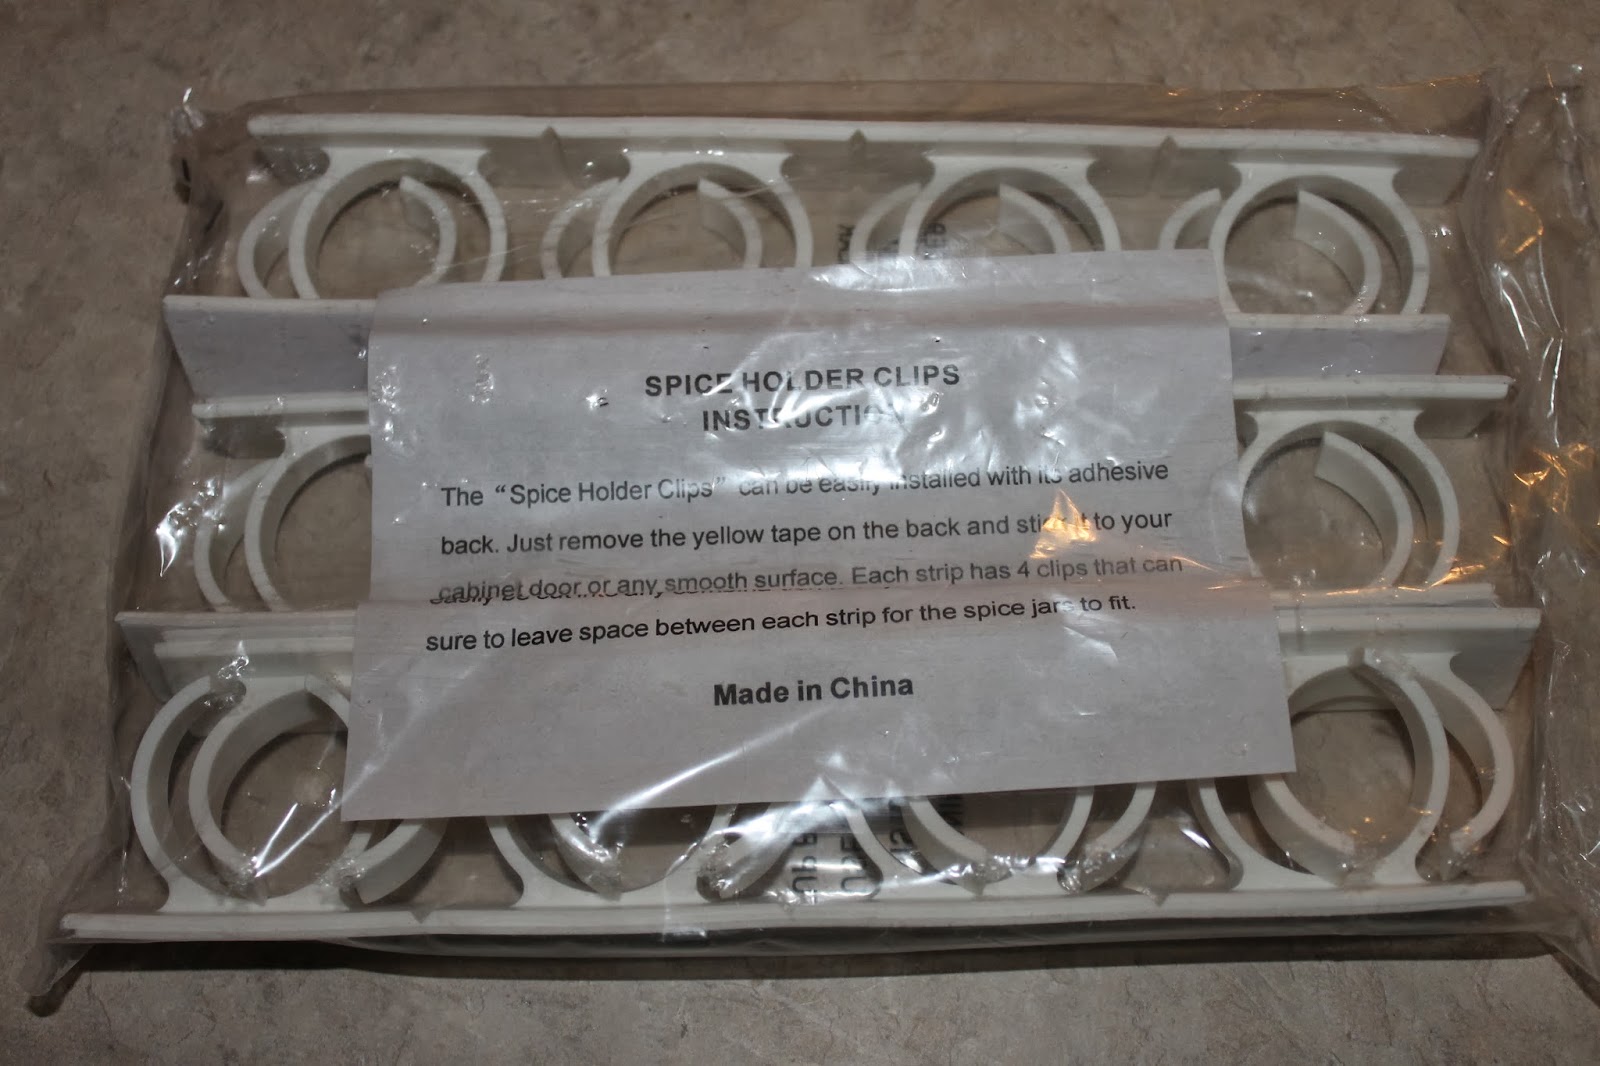 SPICE HOLDER CLIPS
INSTRUCTION
The “Spice Holder Clips” can be easily installed with its adhesive
back. Just remove the yellow tape on the back and stick it to your
cabinet door or any smooth surface. Each strip has 4 clips that can
sure to leave space between each strip for the spice jars to fit.
Made in China